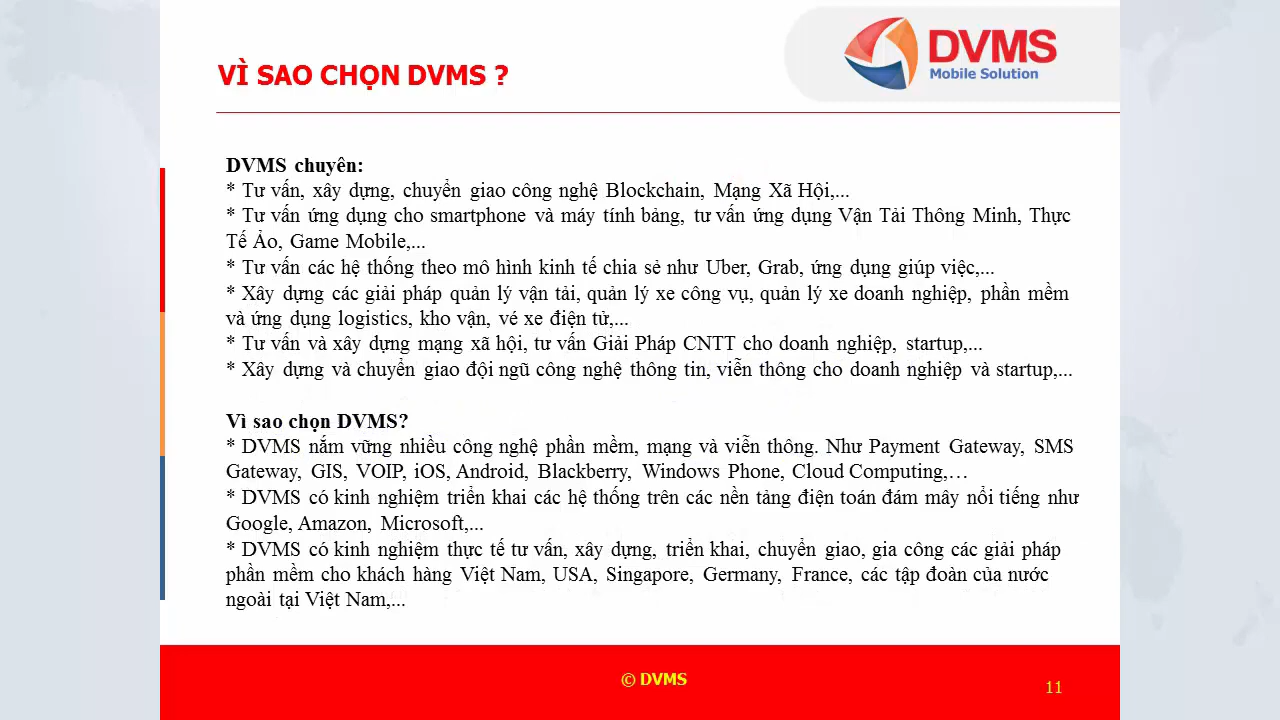 VÌ SAO CHỌN DVMS ?
DVMS
Mobile Solution
DVMS chuyên:
* Tư vấn, xây dựng, chuyển giao công nghệ Blockchain, Mạng Xã Hội,...
* Tư vấn ứng dụng cho smartphone và máy tính bảng, tư vấn ứng dụng Vận Tải Thông Minh, Thực
Tế Ảo, Game Mobile,...
* Tư vấn các hệ thống theo mô hình kinh tế chia sẻ như Uber, Grab, ứng dụng giúp việc,...
* Xây dựng các giải pháp quản lý vận tải, quản lý xe công vụ, quản lý xe doanh nghiệp, phần mềm
và ứng dụng logistics, kho vận, vé xe điện tử,...
* Tư vấn và xây dựng mạng xã hội, tư vấn Giải Pháp CNTT cho doanh nghiệp, startup,...
* Xây dựng và chuyển giao đội ngũ công nghệ thông tin, viễn thông cho doanh nghiệp và startup,...
Vì sao chọn DVMS?
* DVMS nắm vững nhiều công nghệ phần mềm, mạng và viễn thông. Như Payment Gateway, SMS
Gateway, GIS, VOIP, iOS, Android, Blackberry, Windows Phone, Cloud Computing,…
* DVMS có kinh nghiệm triển khai các hệ thống trên các nền tảng điện toán đám mây nổi tiếng như
Google, Amazon, Microsoft,...
* DVMS có kinh nghiệm thực tế tư vấn, xây dựng, triển khai, chuyển giao, gia công các giải pháp
phần mềm cho khách hàng Việt Nam, USA, Singapore, Germany, France, các tập đoàn của nước
ngoài tại Việt Nam,...
© DVMS
11